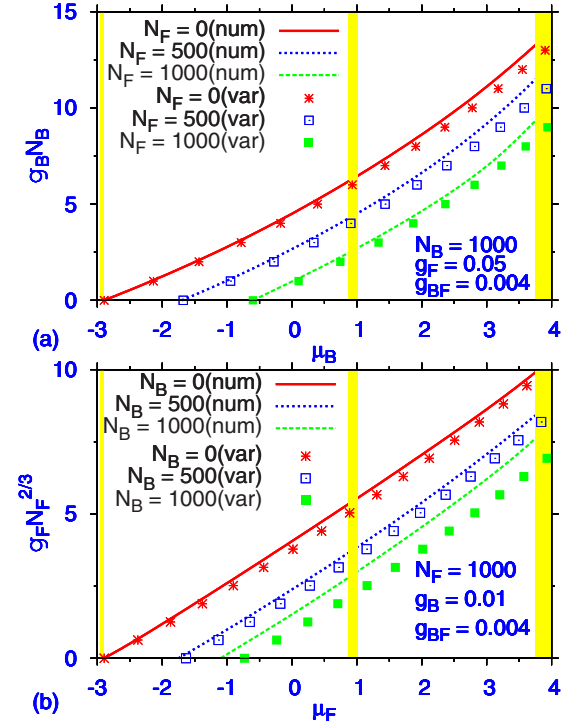 15
10
5
0
g_B N_B
N_F = 0(num)
N_F = 500(num)
N_F = 1000(num)
N_F = 0(var)
N_F = 500(var)
N_F = 1000(var)
N_B = 1000
g_F = 0.05
g_BF = 0.004
-3 -2 -1 0 1 2 3 4
(a) μ_B
10
5
0
g_F N_F^2/3
N_B = 0(num)
N_B = 500(num)
N_B = 1000(num)
N_B = 0(var)
N_B = 500(var)
N_B = 1000(var)
N_F = 1000
g_B = 0.01
g_BF = 0.004
-3 -2 -1 0 1 2 3 4
(b) μ_F